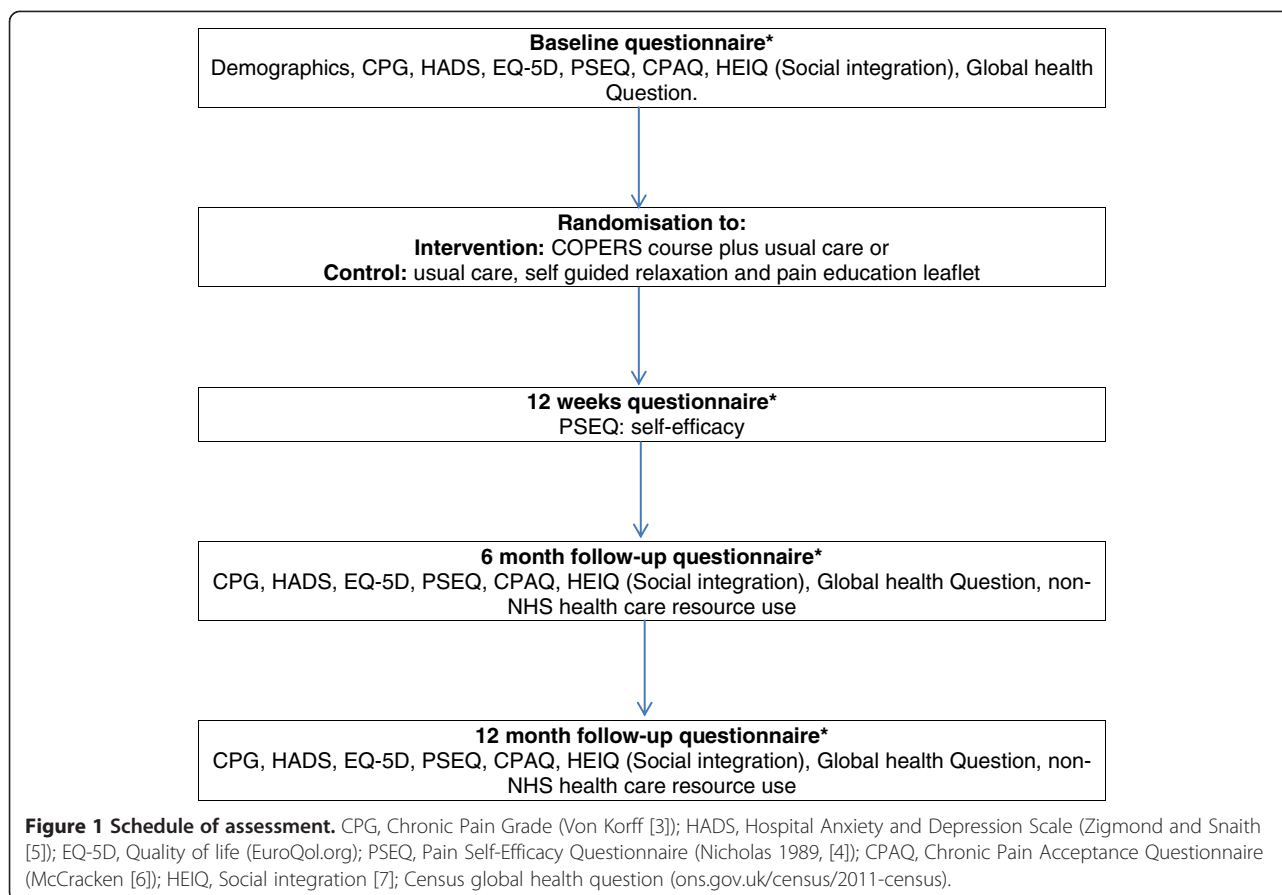 Baseline questionnaire*
Demographics, CPG, HADS, EQ-5D, PSEQ, CPAQ, HEIQ (Social integration), Global health
Question.
Randomisation to:
Intervention: COPERS course plus usual care or
Control: usual care, self guided relaxation and pain education leaflet
12 weeks questionnaire*
PSEQ: self-efficacy
6 month follow-up questionnaire*
CPG, HADS, EQ-5D, PSEQ, CPAQ, HEIQ (Social integration), Global health Question, non-
NHS health care resource use
12 month follow-up questionnaire*
CPG, HADS, EQ-5D, PSEQ, CPAQ, HEIQ (Social integration), Global health Question, non-
NHS health care resource use
Figure 1 Schedule of assessment. CPG, Chronic Pain Grade (Von Korff [3]); HADS, Hospital Anxiety and Depression Scale (Zigmond and Snaith
[5]); EQ-5D, Quality of life (EuroQol.org); PSEQ, Pain Self-Efficacy Questionnaire (Nicholas 1989, [4]); CPAQ, Chronic Pain Acceptance Questionnaire
(McCracken [6]); HEIQ, Social integration [7]; Census global health question (ons.gov.uk/census/2011-census).